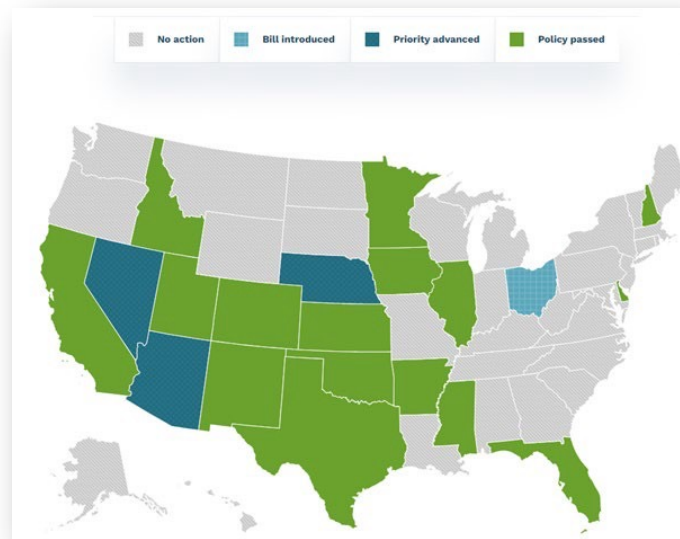 No action
Bill introduced
Priority advanced
Policy passed